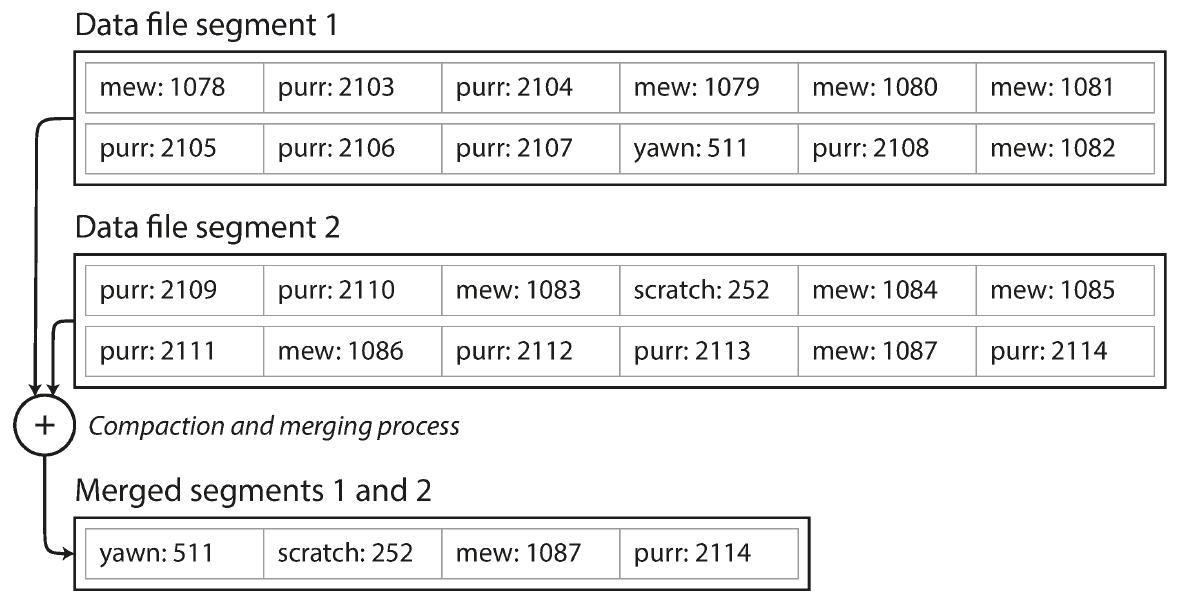 Data file segment 1
mew: 1078 purr: 2103 purr: 2104 mew: 1079 mew: 1080 mew: 1081
purr: 2105 purr: 2106 purr: 2107 yawn: 511 purr: 2108 mew: 1082
Data file segment 2
purr: 2109 purr: 2110 mew: 1083 scratch: 252 mew: 1084 mew: 1085
purr: 2111 mew: 1086 purr: 2112 purr: 2113 mew: 1087 purr: 2114
+ Compaction and merging process
Merged segments 1 and 2
yawn: 511 scratch: 252 mew: 1087 purr: 2114